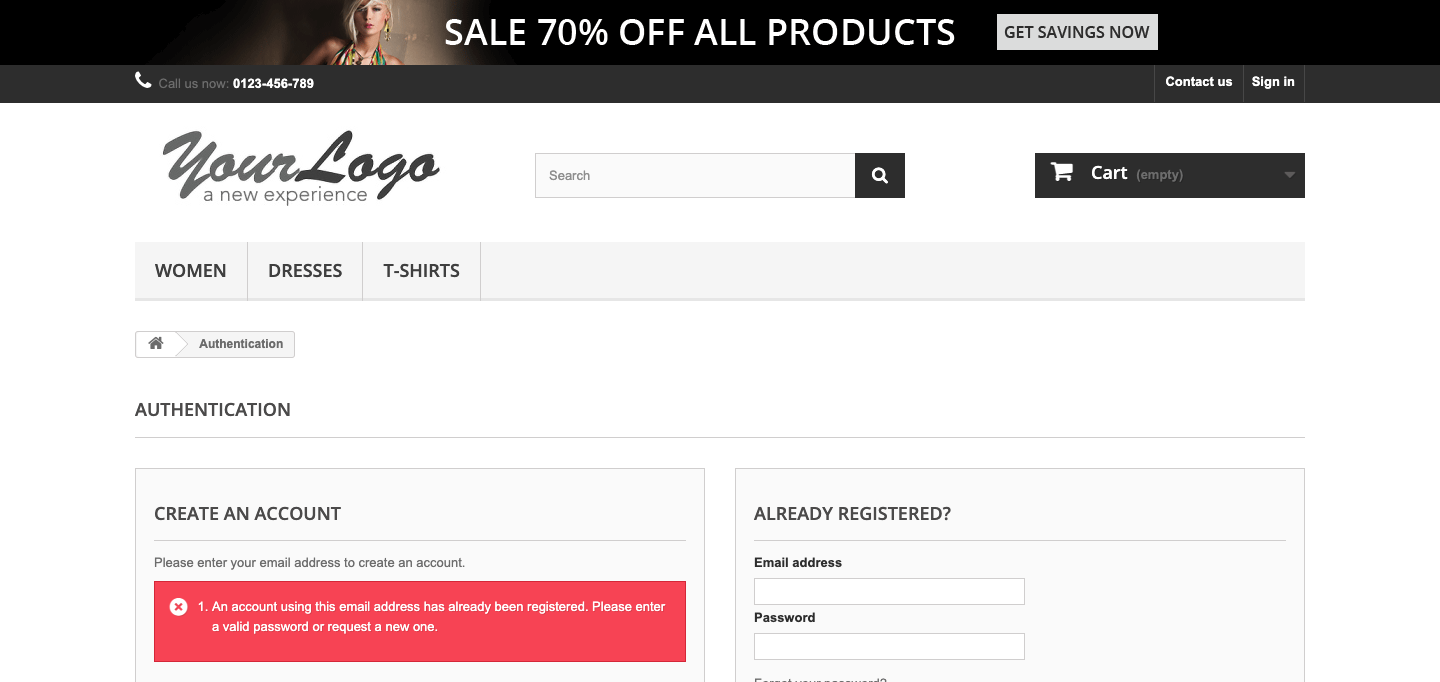 SALE 70% OFF ALL PRODUCTS GET SAVINGS NOW
Call us now: 0123-456-789 Contact us Sign in
YourLogo
a new experience
Search
Cart (empty)
WOMEN DRESSES T-SHIRTS
Authentication
AUTHENTICATION
CREATE AN ACCOUNT
Please enter your email address to create an account.
1. An account using this email address has already been registered. Please enter
a valid password or request a new one.
ALREADY REGISTERED?
Email address
Password
Forgot your password?